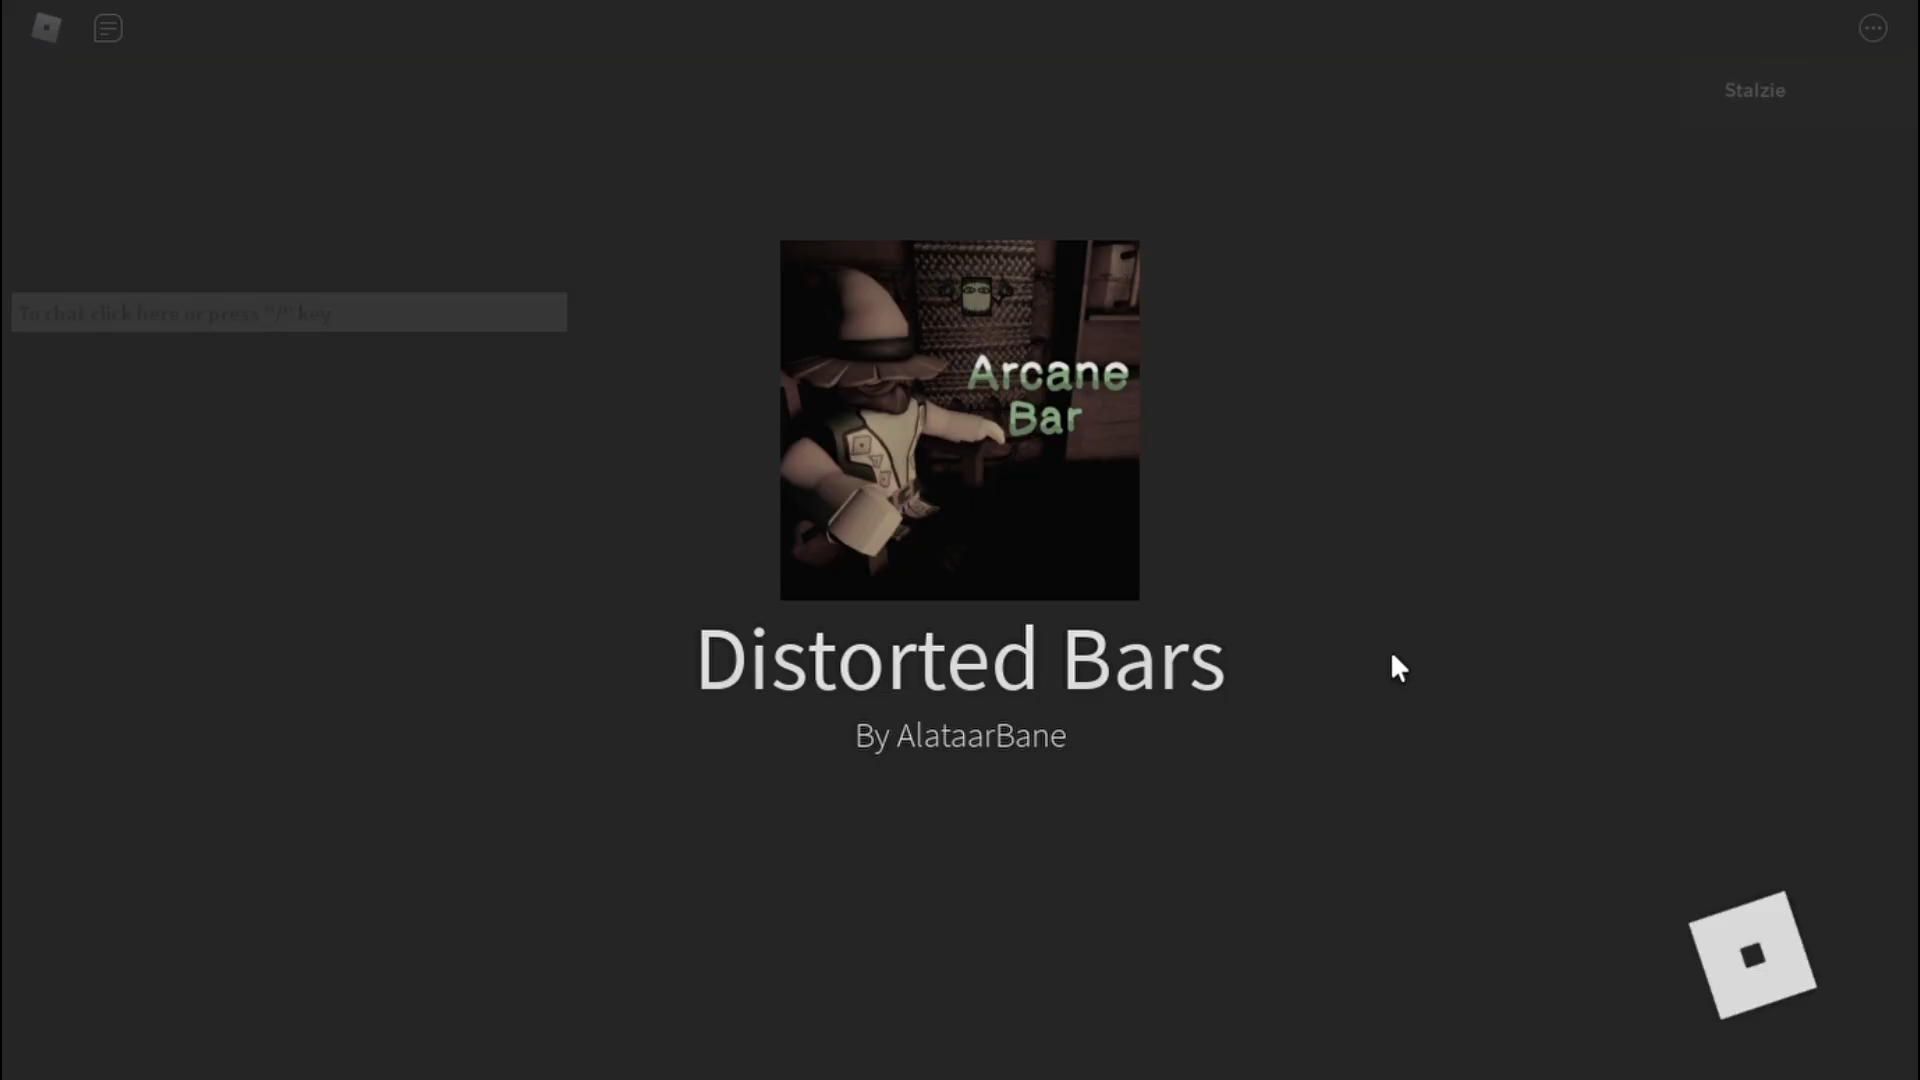 Stalzie
To chat click here or press "/" key
Arcane
Bar
Distorted Bars
By AlataarBane